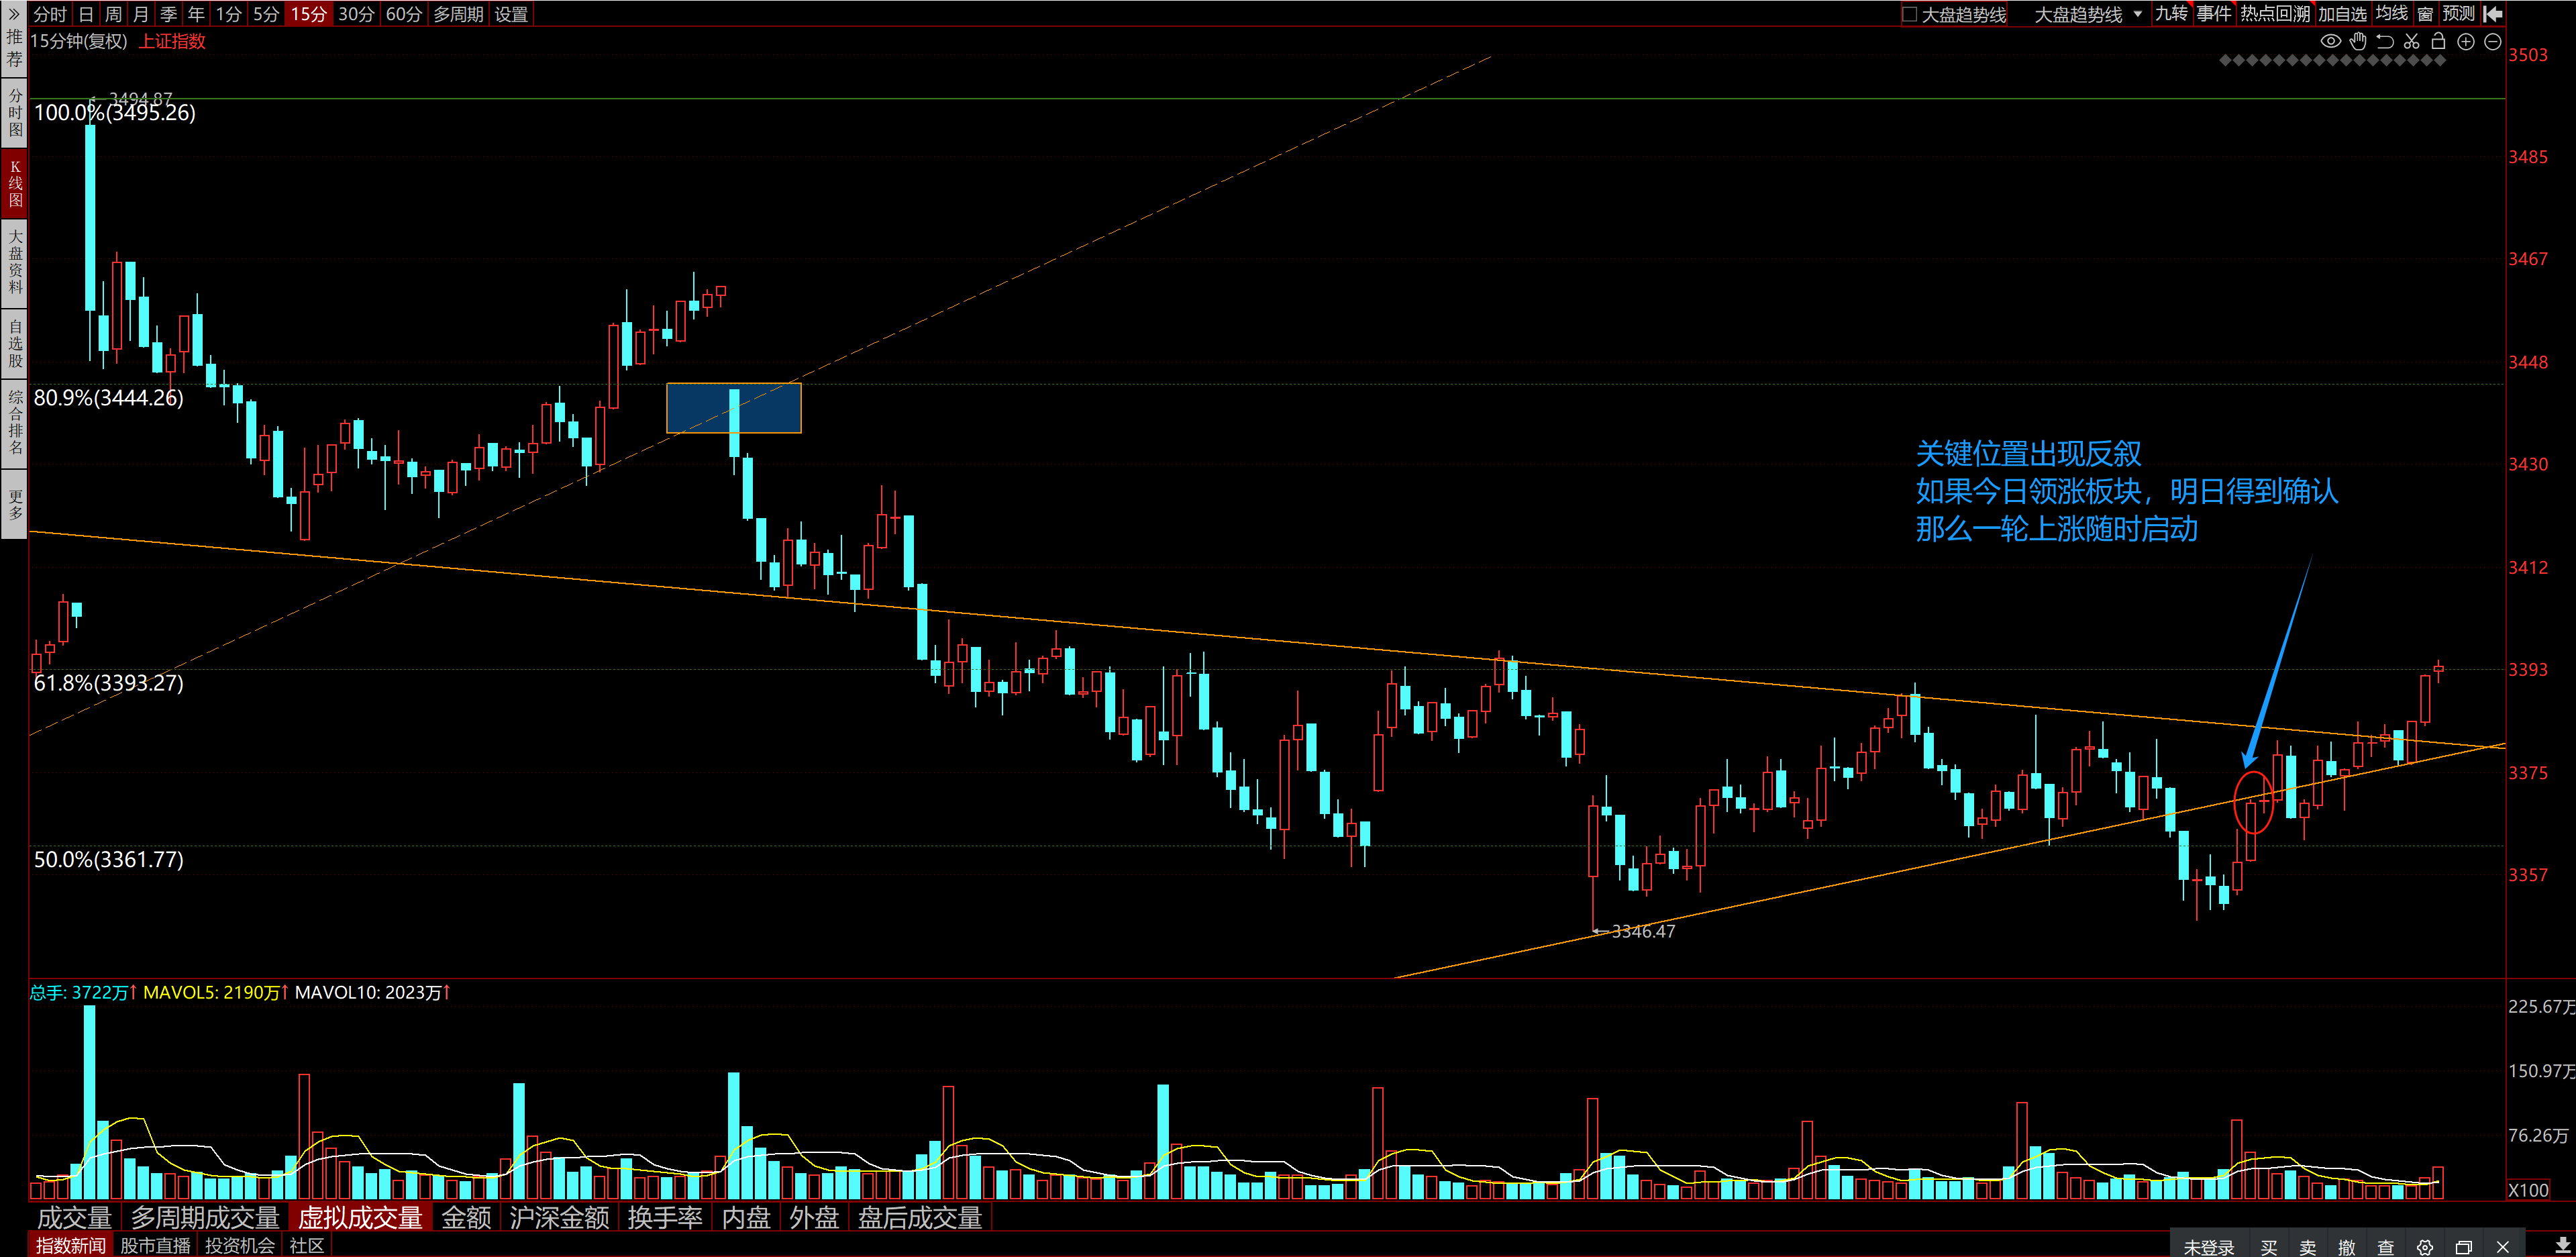 » 分时 日 周 月 季 年 1分 5分 15分 30分 60分 多周期 设置 大盘趋势线 大盘趋势线 九转 事件 热点回溯 加自选 均线 窗 预测
推荐
分时图
K线图
大盘资料
自选股
综合排名
更多
15分钟(复权) 上证指数
3503
3494.87
100.0%(3495.26)
3485
3467
3448
80.9%(3444.26)
3430
关键位置出现反叙
如果今日领涨板块，明日得到确认
那么一轮上涨随时启动
3412
3393
61.8%(3393.27)
3375
50.0%(3361.77)
3357
3346.47
总手: 3722万↑ MAVOL5: 2190万↑ MAVOL10: 2023万↑
225.67万
150.97万
76.26万
X100
成交量 多周期成交量 虚拟成交量 金额 沪深金额 换手率 内盘 外盘 盘后成交量
指数新闻 股市直播 投资机会 社区
未登录 买 卖 撤 查